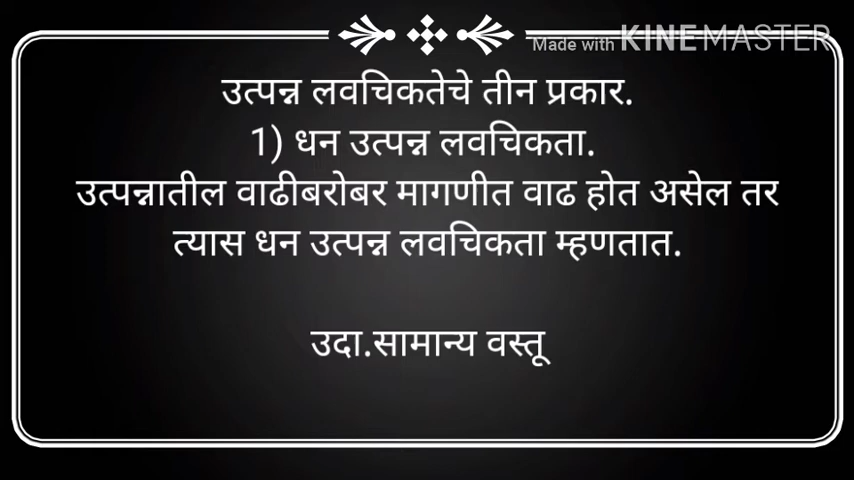 Made with KINEMASTER
उत्पन्न लवचिकतेचे तीन प्रकार.
1) धन उत्पन्न लवचिकता.
उत्पन्नातील वाढीबरोबर मागणीत वाढ होत असेल तर
त्यास धन उत्पन्न लवचिकता म्हणतात.
उदा.सामान्य वस्तू